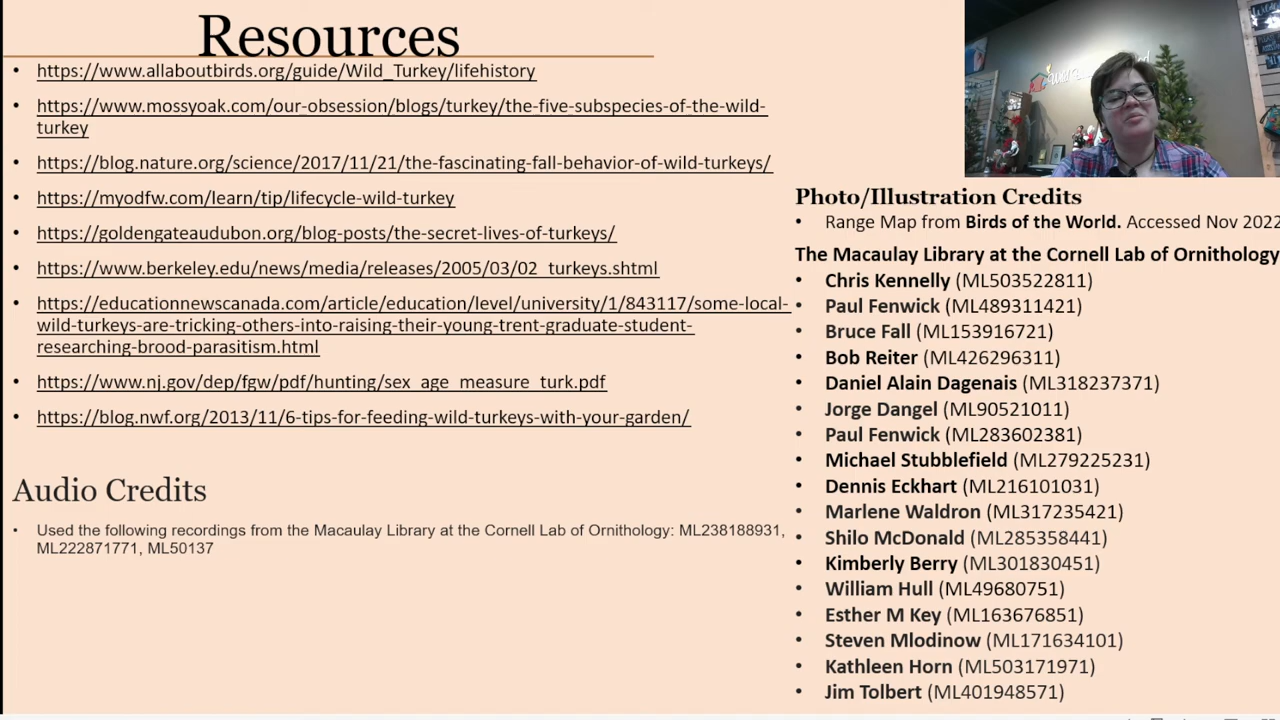 Resources
https://www.allaboutbirds.org/guide/Wild_Turkey/lifehistory
https://www.mossyoak.com/our-obsession/blogs/turkey/the-five-subspecies-of-the-wild-
turkey
https://blog.nature.org/science/2017/11/21/the-fascinating-fall-behavior-of-wild-turkeys/
https://myodfw.com/learn/tip/lifecycle-wild-turkey
https://goldengateaudubon.org/blog-posts/the-secret-lives-of-turkeys/
https://www.berkeley.edu/news/media/releases/2005/03/02_turkeys.shtml
https://educationnewscanada.com/article/education/level/university/1/843117/some-local-
wild-turkeys-are-tricking-others-into-raising-their-young-trent-graduate-student-
researching-brood-parasitism.html
https://www.nj.gov/dep/fgw/pdf/hunting/sex_age_measure_turk.pdf
https://blog.nwf.org/2013/11/6-tips-for-feeding-wild-turkeys-with-your-garden/
Audio Credits
Used the following recordings from the Macaulay Library at the Cornell Lab of Ornithology: ML238188931,
ML222871771, ML50137
Photo/Illustration Credits
Range Map from Birds of the World. Accessed Nov 2022
The Macaulay Library at the Cornell Lab of Ornithology
Chris Kennelly (ML503522811)
Paul Fenwick (ML489311421)
Bruce Fall (ML153916721)
Bob Reiter (ML426296311)
Daniel Alain Dagenais (ML318237371)
Jorge Dangel (ML90521011)
Paul Fenwick (ML283602381)
Michael Stubblefield (ML279225231)
Dennis Eckhart (ML216101031)
Marlene Waldron (ML317235421)
Shilo McDonald (ML285358441)
Kimberly Berry (ML301830451)
William Hull (ML49680751)
Esther M Key (ML163676851)
Steven Mlodinow (ML171634101)
Kathleen Horn (ML503171971)
Jim Tolbert (ML401948571)